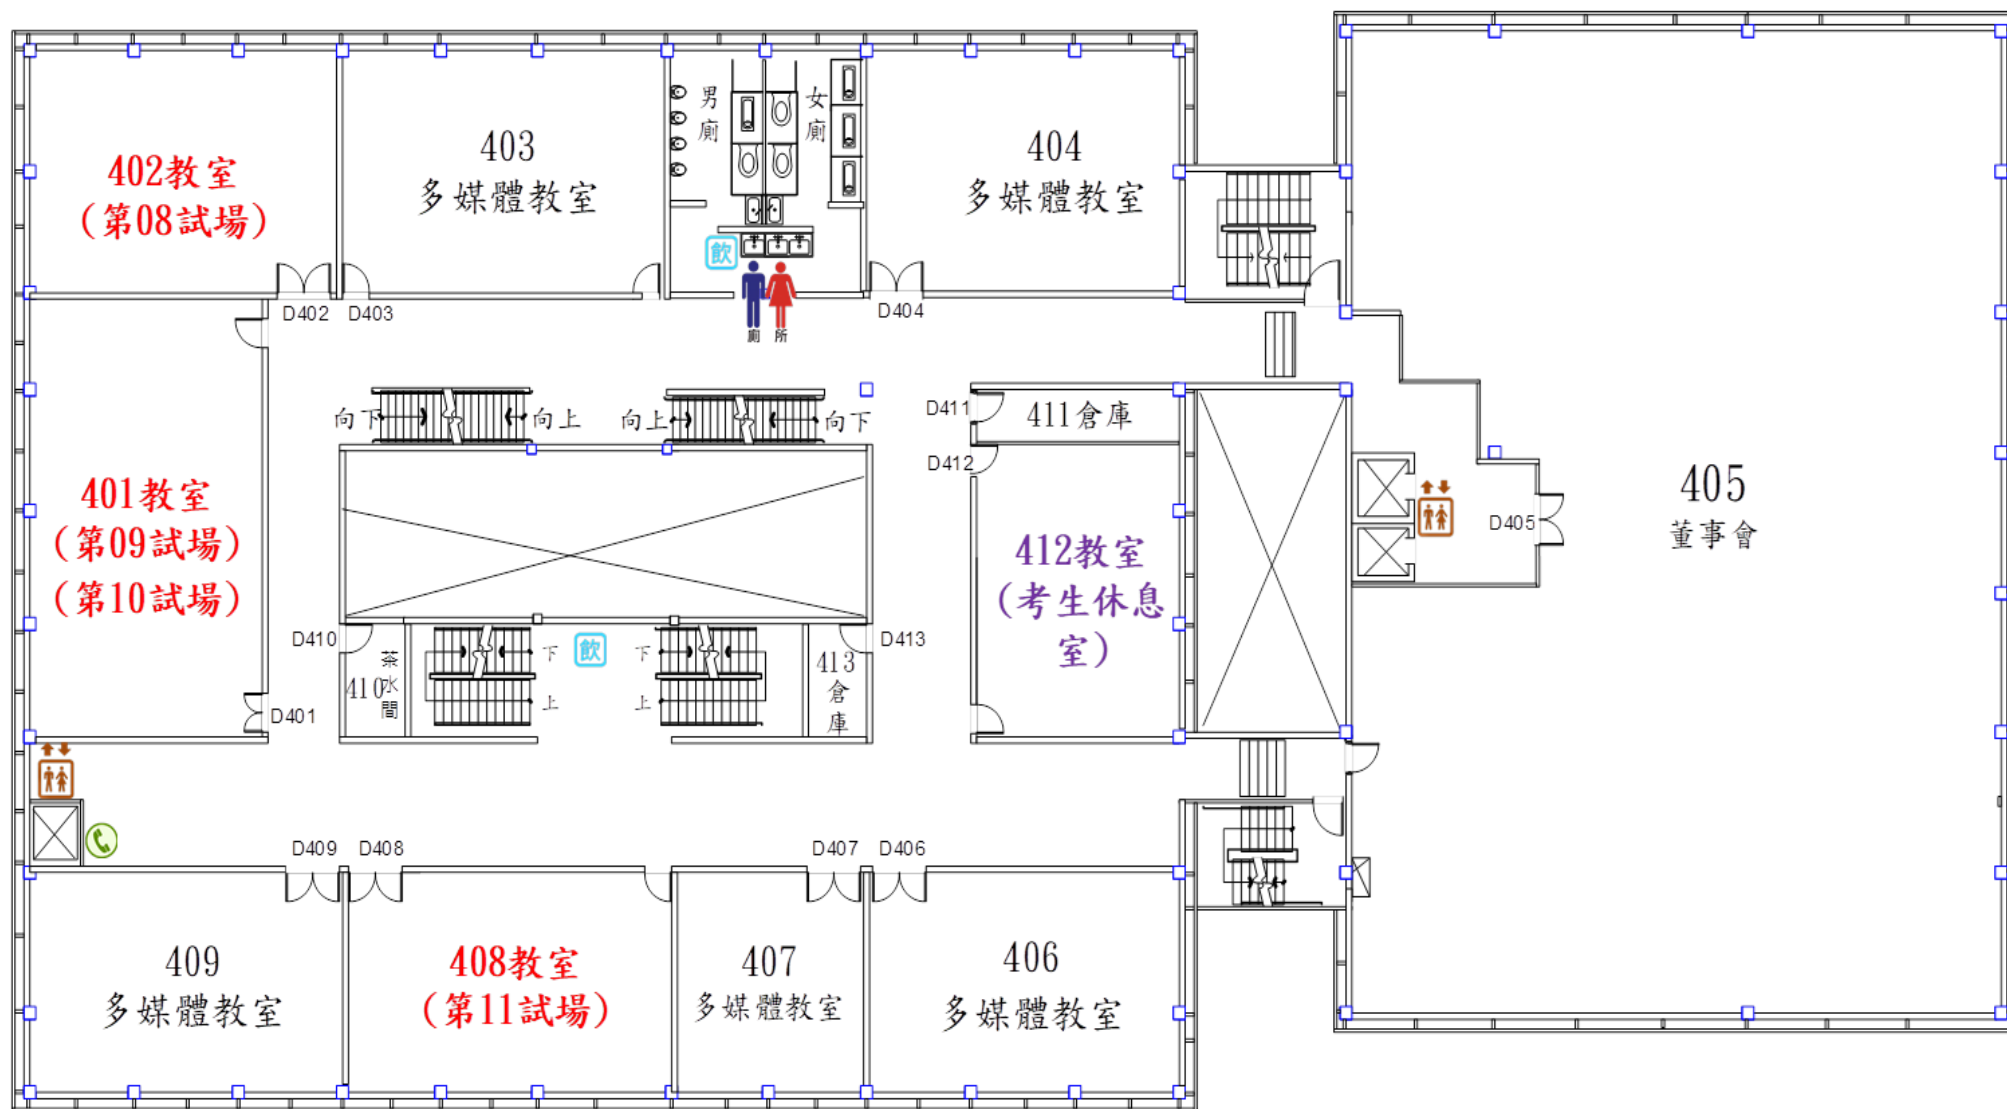 402教室
(第08試場)
403
多媒體教室
男廁
女廁
飲
廁 所
404
多媒體教室
D402
D403
D404
向下
向上
向上
向下
D411
411倉庫
D412
401教室
(第09試場)
(第10試場)
412教室
(考生休息
室)
405
董事會
D405
D410
410
茶水間
下
上
飲
下
上
413
倉庫
D413
D401
D409
D408
D407
D406
409
多媒體教室
408教室
(第11試場)
407
多媒體教室
406
多媒體教室